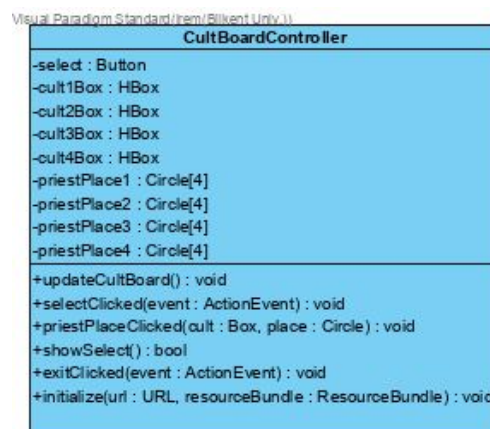 Visual Paradigm Standard(Irem(Bilkent Univ.))
CultBoardController
-select : Button
-cult1Box : HBox
-cult2Box : HBox
-cult3Box : HBox
-cult4Box : HBox
-priestPlace1 : Circle[4]
-priestPlace2 : Circle[4]
-priestPlace3 : Circle[4]
-priestPlace4 : Circle[4]
+updateCultBoard() : void
+selectClicked(event : ActionEvent) : void
+priestPlaceClicked(cult : Box, place : Circle) : void
+showSelect() : bool
+exitClicked(event : ActionEvent) : void
+initialize(url : URL, resourceBundle : ResourceBundle) : void